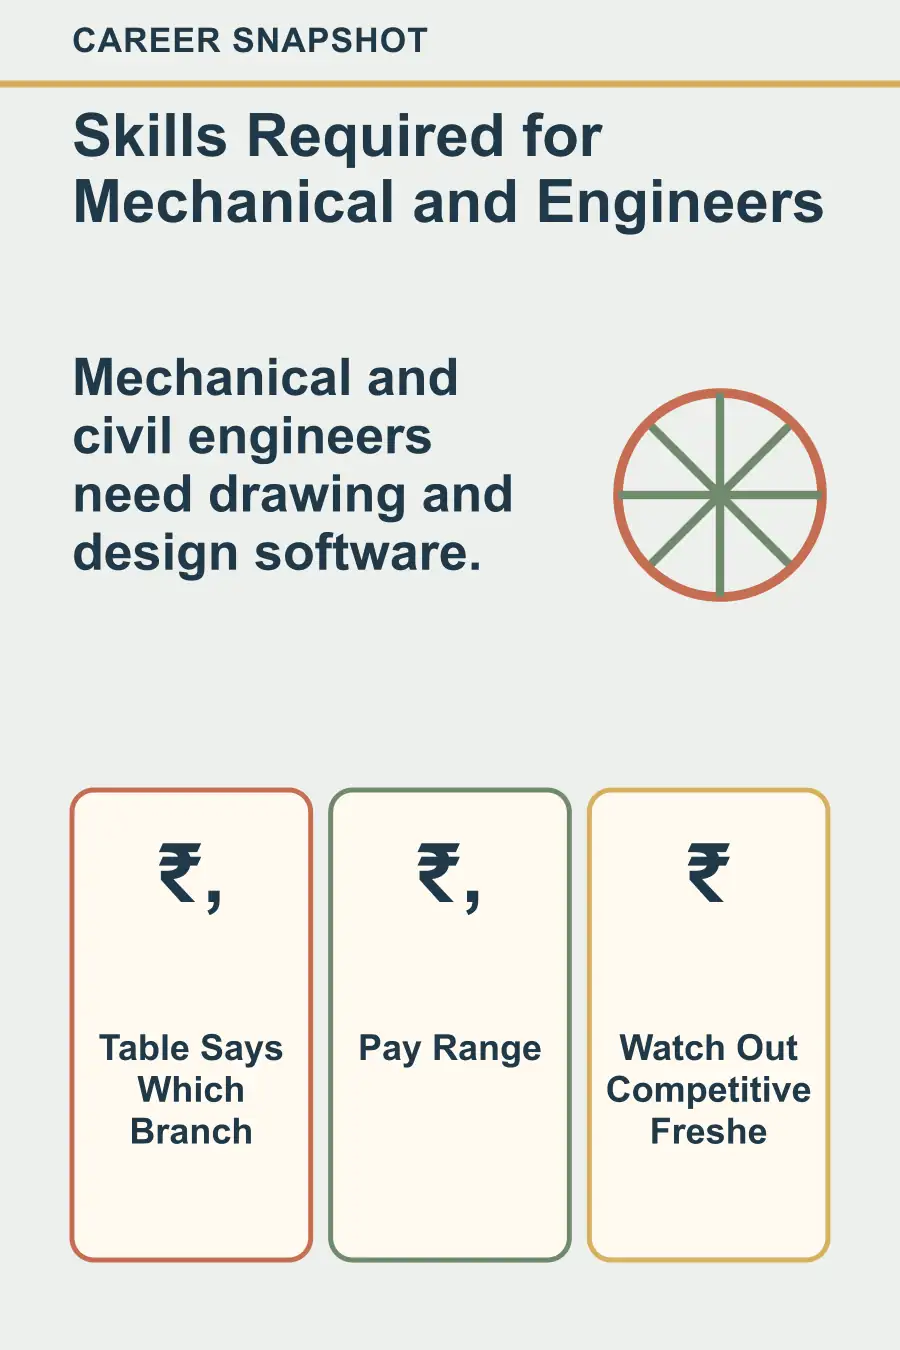 CAREER SNAPSHOT
Skills Required for
Mechanical and Engineers
Mechanical and
civil engineers
need drawing and
design software.
₹,
Table Says
Which
Branch
₹,
Pay Range
₹
Watch Out
Competitive
Freshe